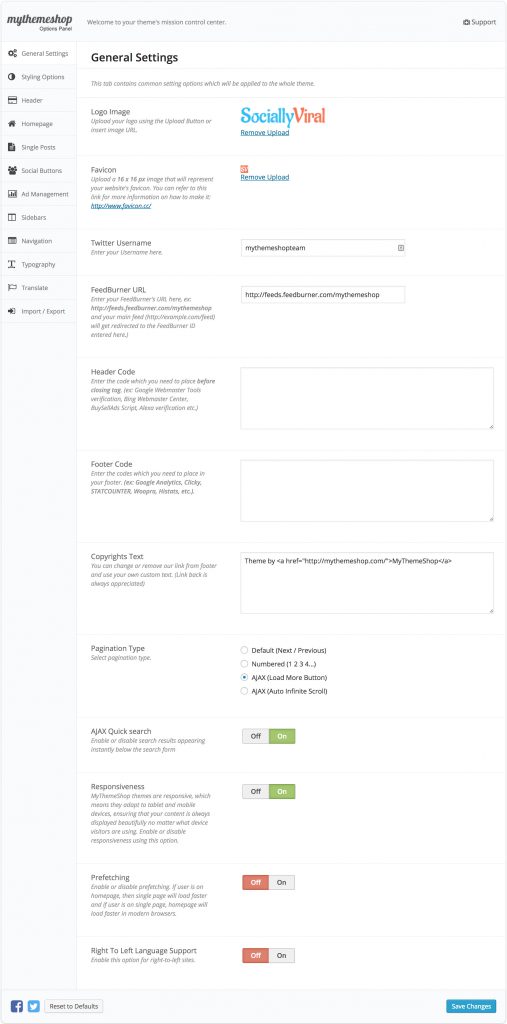 mythemeshop
Options Panel
Welcome to your theme's mission control center.
Support
General Settings
Styling Options
Header
Homepage
Single Posts
Social Buttons
Ad Management
Sidebars
Navigation
Typography
Translate
Import / Export
General Settings
This tab contains common setting options which will be applied to the whole theme.
Logo Image
Upload your logo using the Upload Button or
insert image URL.
SociallyViral
Remove Upload
Favicon
Upload a 16 x 16 px image that will represent
your website's favicon. You can refer to this
link for more information on how to make it:
http://www.favicon.cc/
Remove Upload
Twitter Username
Enter your Username here.
mythemeshopteam
FeedBurner URL
Enter your FeedBurner's URL here, ex:
http://feeds.feedburner.com/mythemeshop
and your main feed (http://example.com/feed)
will get redirected to the FeedBurner ID
entered here.)
http://feeds.feedburner.com/mythemeshop
Header Code
Enter the code which you need to place before
closing tag. (ex: Google Webmaster Tools
verification, Bing Webmaster Center,
BuySellAds Script, Alexa verification etc.)
Footer Code
Enter the codes which you need to place in
your footer. (ex: Google Analytics, Clicky,
STATCOUNTER, Woopra, Histats, etc.).
Copyrights Text
You can change or remove our link from footer
and use your own custom text. (Link back is
always appreciated)
Theme by <a href="http://mythemeshop.com/">MyThemeShop</a>
Pagination Type
Select pagination type.
Default (Next / Previous)
Numbered (1 2 3 4...)
AJAX (Load More Button)
AJAX (Auto Infinite Scroll)
AJAX Quick search
Enable or disable search results appearing
instantly below the search form
Off On
Responsiveness
MyThemeShop themes are responsive, which
means they adapt to tablet and mobile
devices, ensuring that your content is always
displayed beautifully no matter what device
visitors are using. Enable or disable
responsiveness using this option.
Off On
Prefetching
Enable or disable prefetching. If user is on
homepage, then single page will load faster
and if user is on single page, homepage will
load faster in modern browsers.
Off On
Right To Left Language Support
Enable this option for right-to-left sites.
Off On
Reset to Defaults
Save Changes